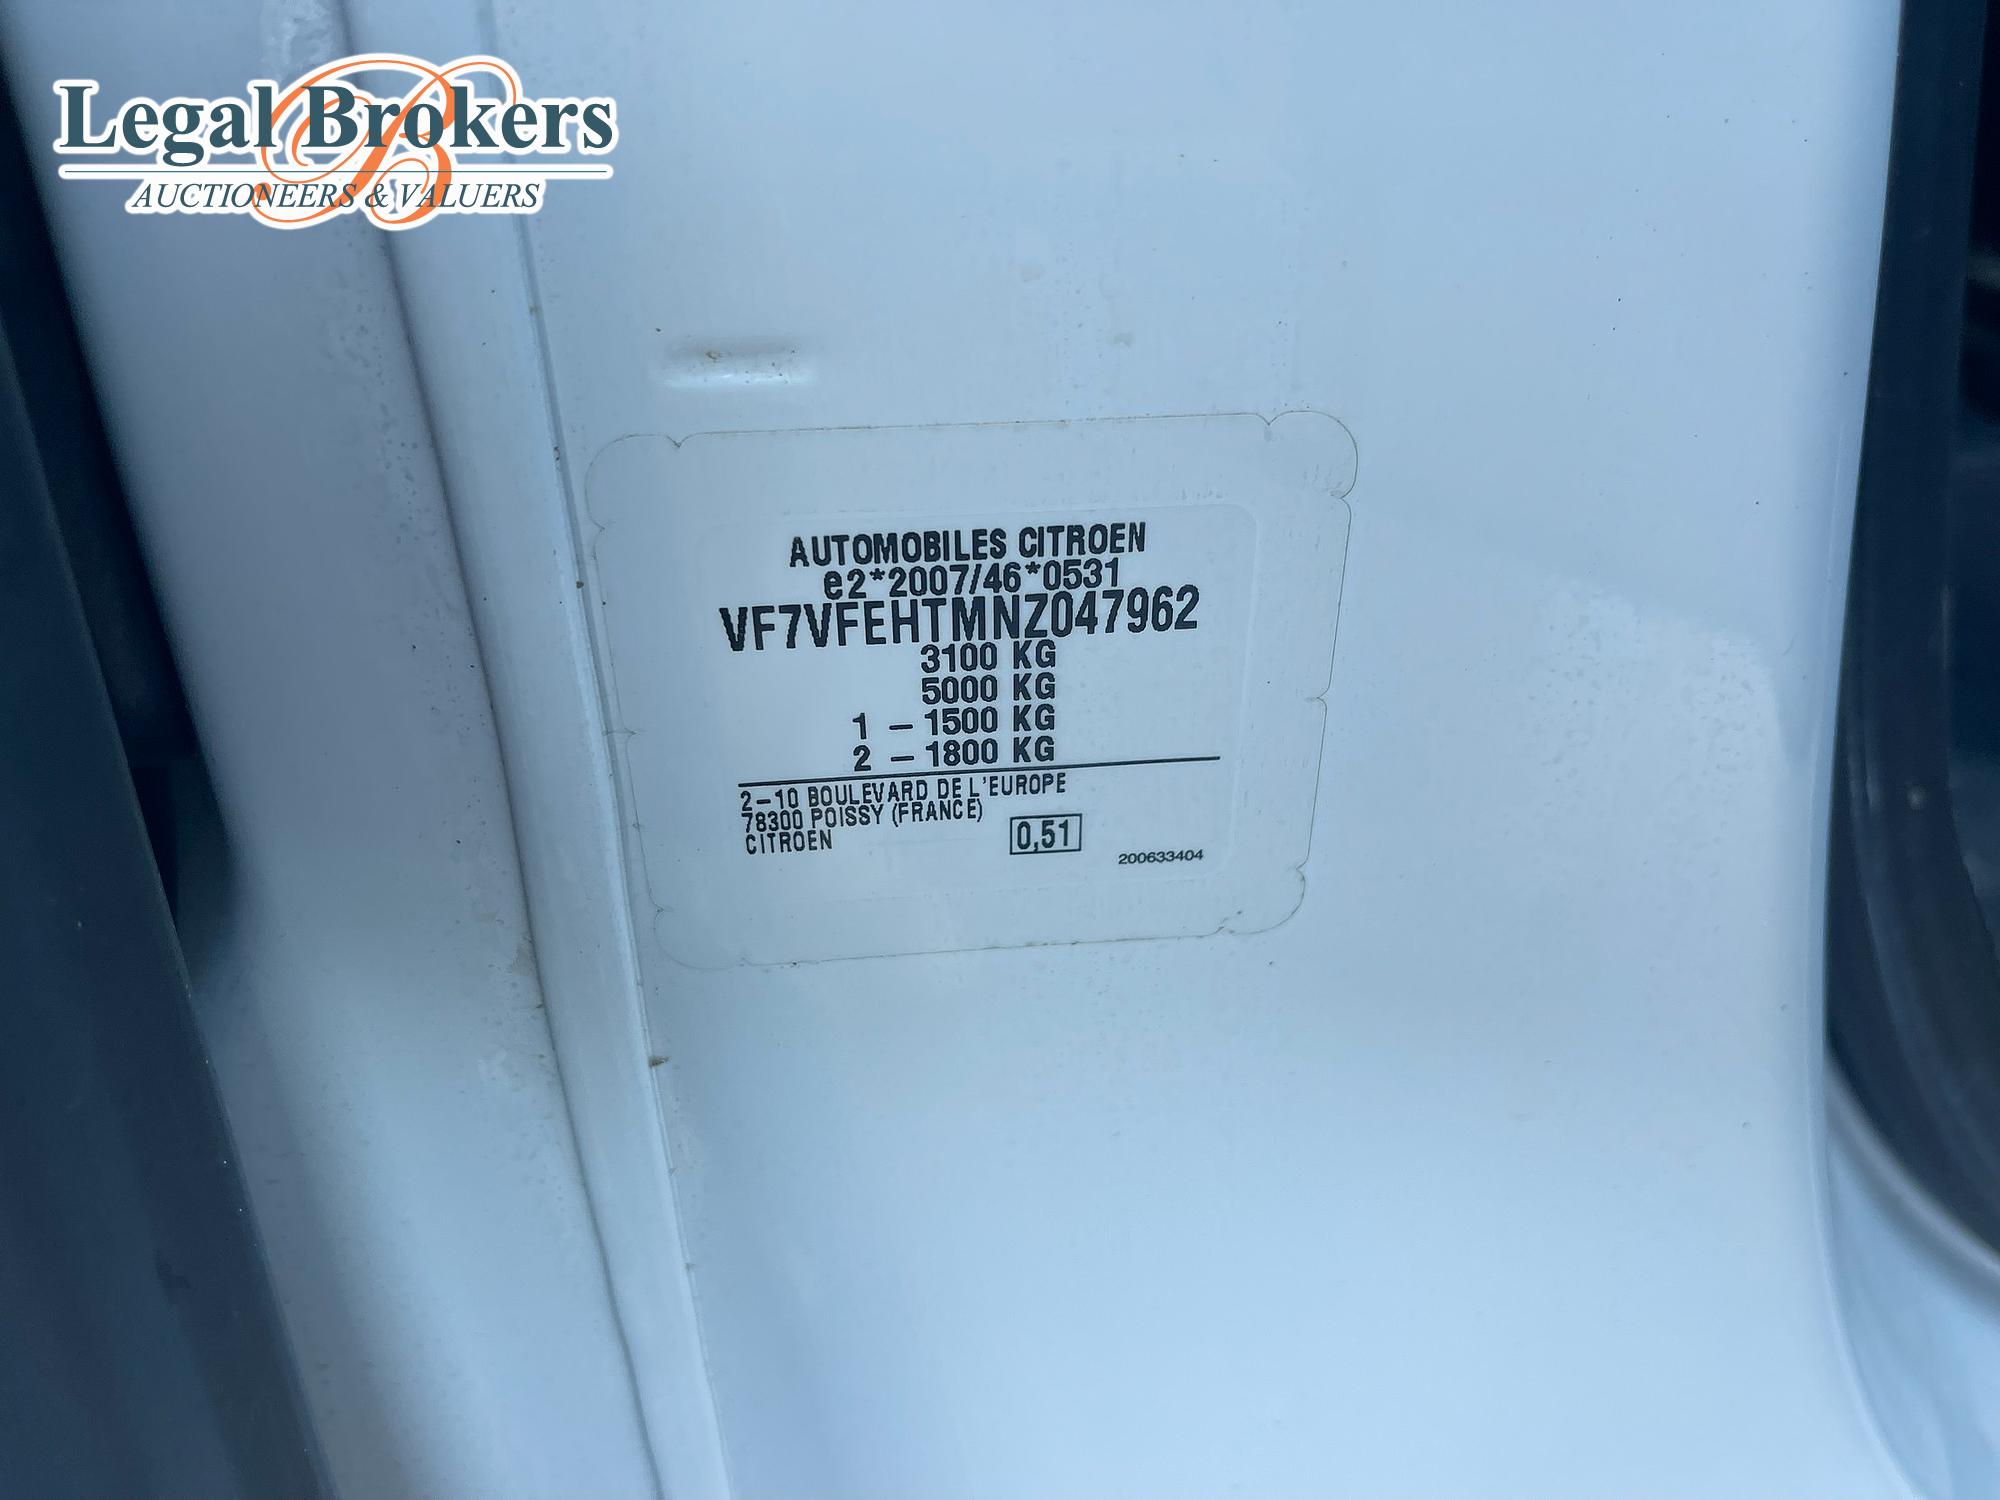 Legal Brokers
AUCTIONEERS & VALUERS
AUTOMOBILES CITROEN
e2*2007/46*0531
VF7VFEHTMNZ047962
3100 KG
5000 KG
1 – 1500 KG
2 – 1800 KG
2–10 BOULEVARD DE L'EUROPE
78300 POISSY (FRANCE)
CITROEN
0,51
200633404